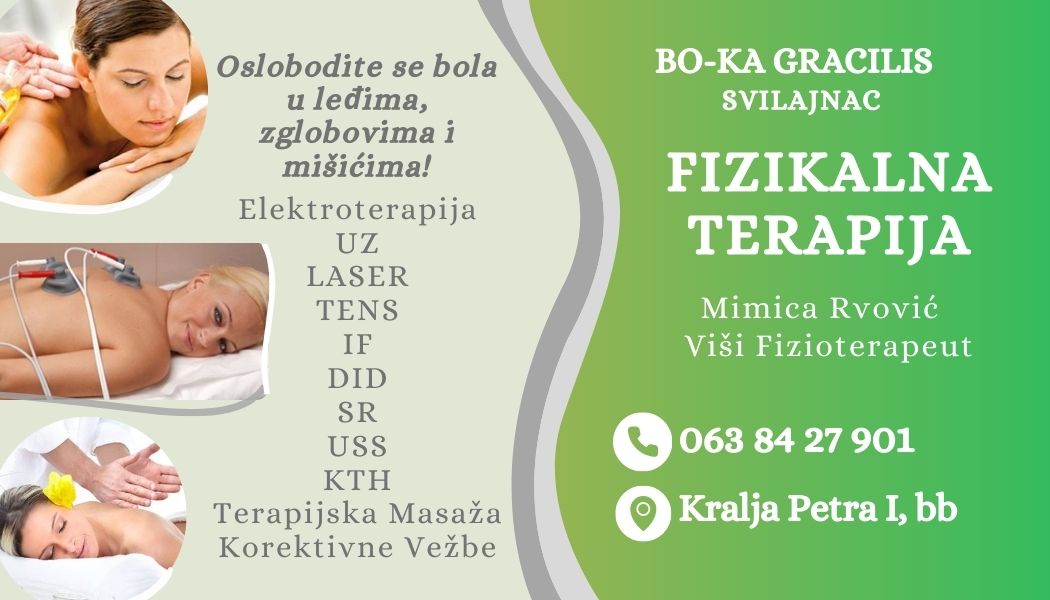 Oslobodite se bola
u leđima,
zglobovima i
mišićima!
Elektroterapija
UZ
LASER
TENS
IF
DID
SR
USS
KTH
Terapijska Masaža
Korektivne Vežbe
BO-KA GRACILIS
SVILAJNAC
FIZIKALNA
TERAPIJA
Mimica Rvović
Viši Fizioterapeut
063 84 27 901
Kralja Petra I, bb